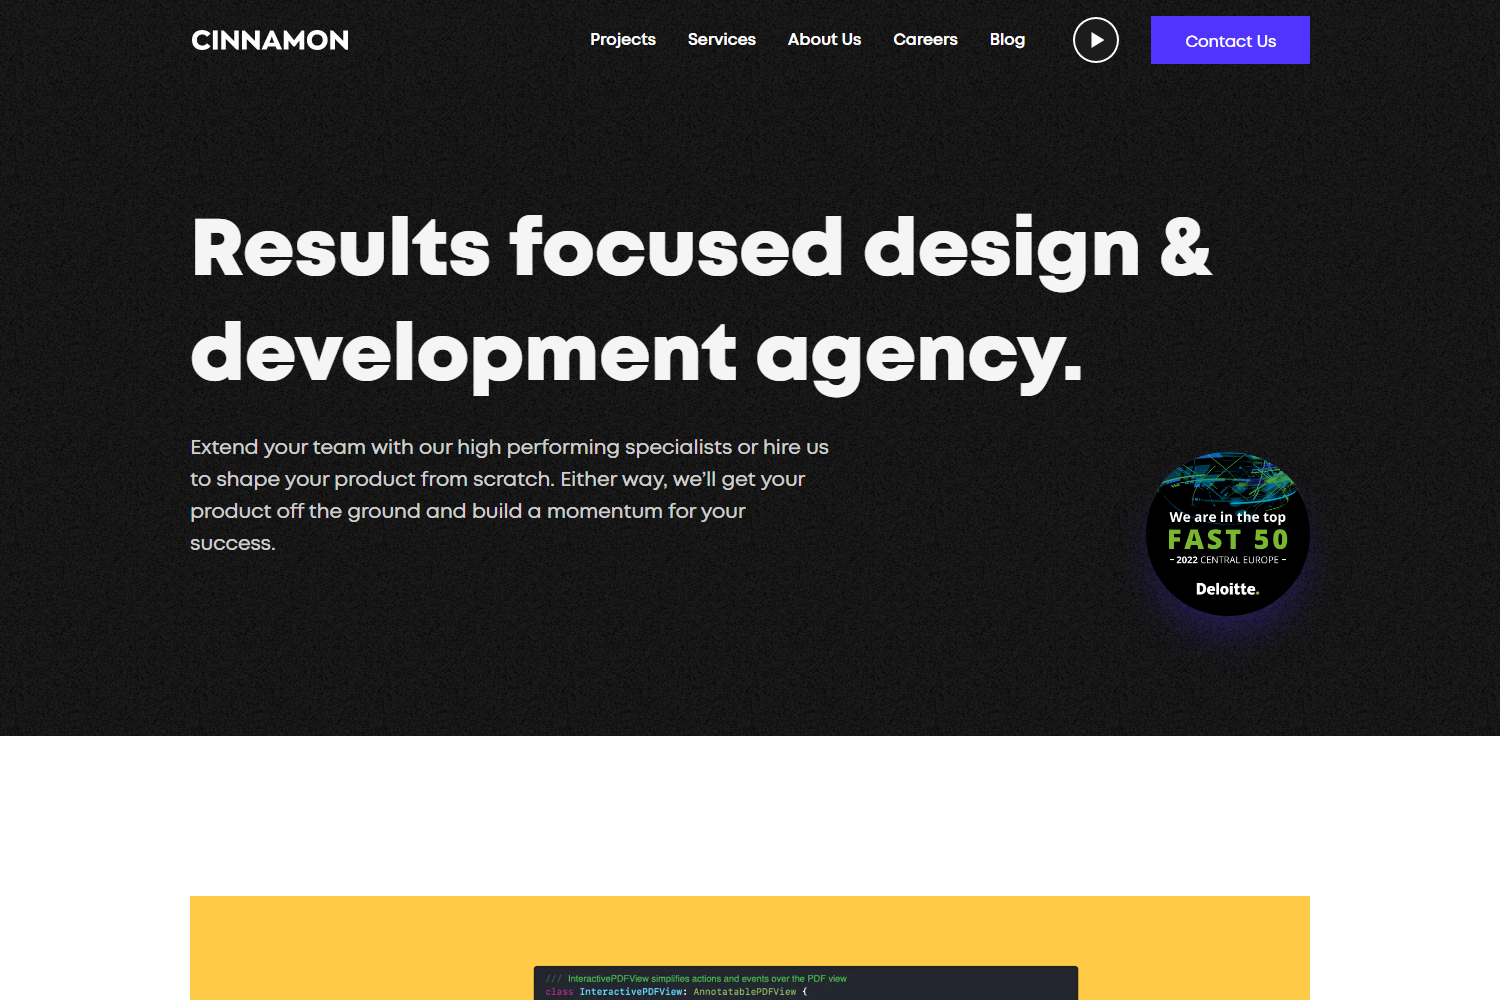 CINNAMON
Projects Services About Us Careers Blog Contact Us
Results focused design &
development agency.
Extend your team with our high performing specialists or hire us
to shape your product from scratch. Either way, we’ll get your
product off the ground and build a momentum for your
success.
We are in the top
FAST 50
– 2022 CENTRAL EUROPE –
Deloitte.
/// InteractivePDFView simplifies actions and events over the PDF view
class InteractivePDFView: AnnotatablePDFView {